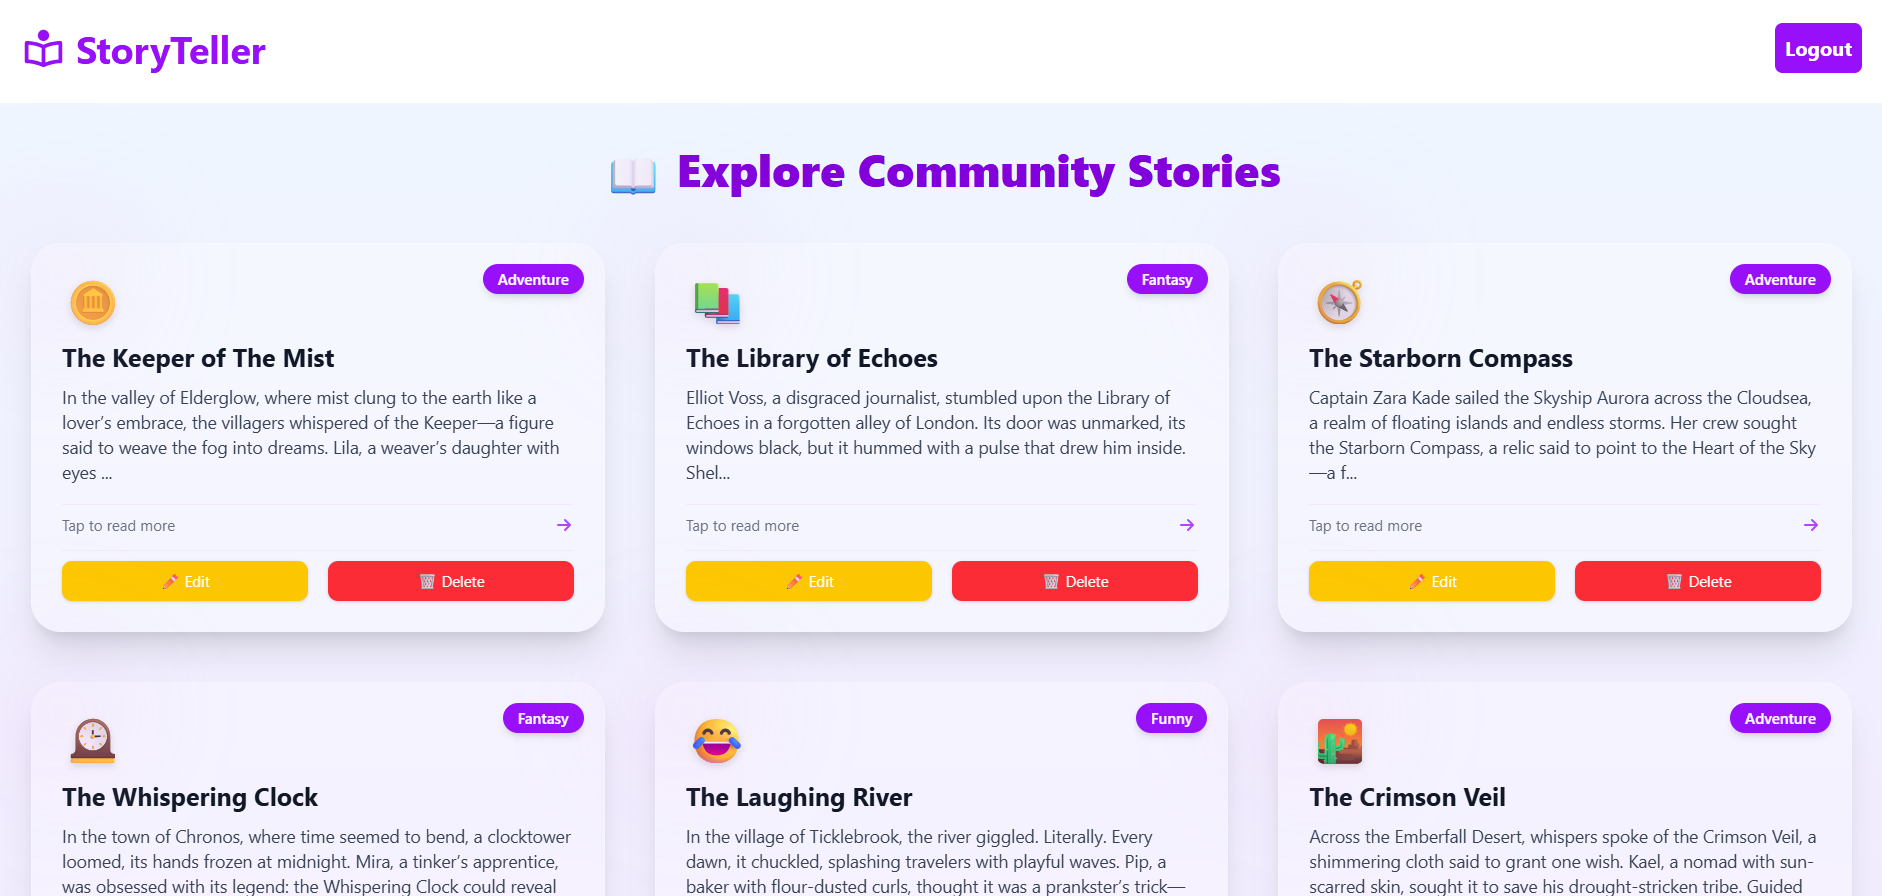 StoryTeller
Logout
Explore Community Stories
Adventure
The Keeper of The Mist
In the valley of Elderglow, where mist clung to the earth like a
lover’s embrace, the villagers whispered of the Keeper—a figure
said to weave the fog into dreams. Lila, a weaver’s daughter with
eyes ...
Tap to read more
Edit
Delete
Fantasy
The Library of Echoes
Elliot Voss, a disgraced journalist, stumbled upon the Library of
Echoes in a forgotten alley of London. Its door was unmarked, its
windows black, but it hummed with a pulse that drew him inside.
Shel...
Tap to read more
Edit
Delete
Adventure
The Starborn Compass
Captain Zara Kade sailed the Skyship Aurora across the Cloudsea,
a realm of floating islands and endless storms. Her crew sought
the Starborn Compass, a relic said to point to the Heart of the Sky
—a f...
Tap to read more
Edit
Delete
Fantasy
The Whispering Clock
In the town of Chronos, where time seemed to bend, a clocktower
loomed, its hands frozen at midnight. Mira, a tinker’s apprentice,
was obsessed with its legend: the Whispering Clock could reveal
Funny
The Laughing River
In the village of Ticklebrook, the river giggled. Literally. Every
dawn, it chuckled, splashing travelers with playful waves. Pip, a
baker with flour-dusted curls, thought it was a prankster’s trick—
Adventure
The Crimson Veil
Across the Emberfall Desert, whispers spoke of the Crimson Veil, a
shimmering cloth said to grant one wish. Kael, a nomad with sun-
scarred skin, sought it to save his drought-stricken tribe. Guided